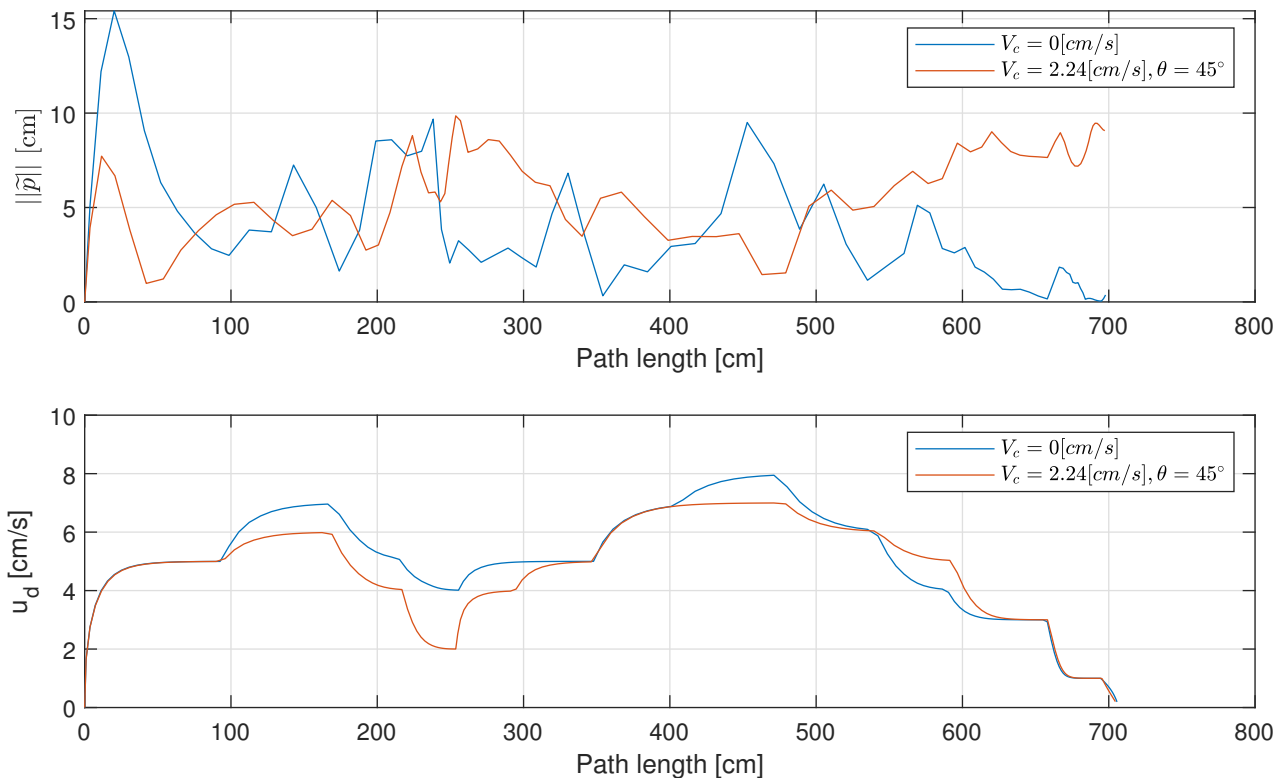 15
10
5
0
||p̃|| [cm]
V_c = 0[cm/s]
V_c = 2.24[cm/s], θ = 45°
0 100 200 300 400 500 600 700 800
Path length [cm]
10
8
6
4
2
0
u_d [cm/s]
V_c = 0[cm/s]
V_c = 2.24[cm/s], θ = 45°
0 100 200 300 400 500 600 700 800
Path length [cm]